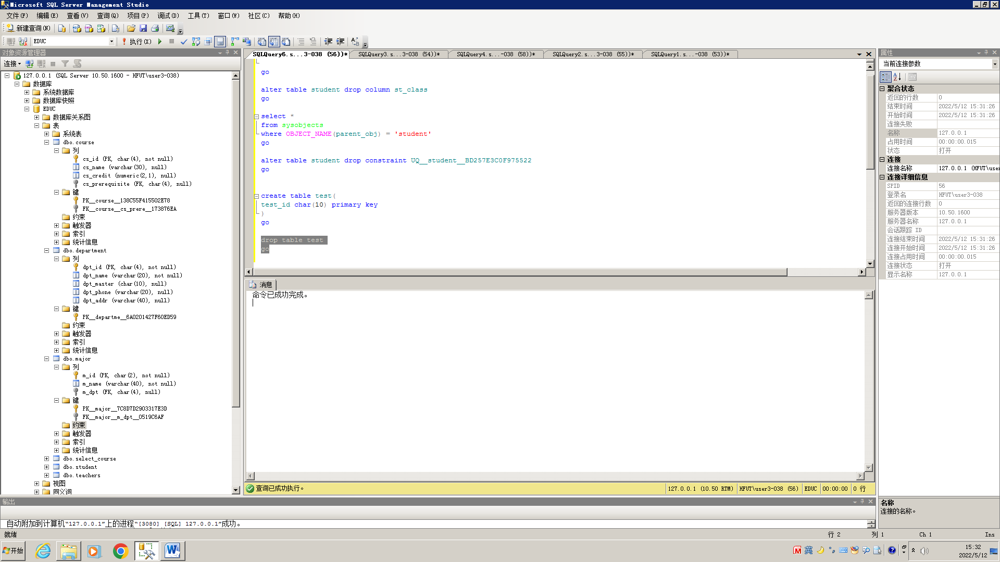 Microsoft SQL Server Management Studio
文件(F) 编辑(E) 查看(V) 查询(Q) 项目(P) 调试(D) 工具(T) 窗口(W) 社区(C) 帮助(H)
新建查询(N)
EDUC 执行(X)
对象资源管理器
连接
127.0.0.1 (SQL Server 10.50.1600 - HFUT\user3-038)
数据库
系统数据库
数据库快照
EDUC
数据库关系图
表
系统表
dbo.course
列
cs_id (PK, char(4), not null)
cs_name (varchar(30), null)
cs_credit (numeric(2,1), null)
cs_prerequisite (FK, char(4), null)
键
PK__course__138C55F415502E78
FK__course__cs_prere__173876EA
约束
触发器
索引
统计信息
dbo.department
列
dpt_id (PK, char(4), not null)
dpt_name (varchar(20), not null)
dpt_master (char(10), null)
dpt_phone (varchar(20), null)
dpt_addr (varchar(40), null)
键
PK__departme__6A0201427F60ED59
约束
触发器
索引
统计信息
dbo.major
列
m_id (PK, char(2), not null)
m_name (varchar(40), not null)
m_dpt (FK, char(4), null)
键
PK__major__7C8D7D2903317E3D
FK__major__m_dpt__0519C6AF
约束
触发器
索引
统计信息
dbo.select_course
dbo.student
dbo.teachers
视图
同义词
SQLQuery6.s...3-038 (56))* SQLQuery3.s...3-038 (54))* SQLQuery4.s...-038 (58))* SQLQuery2.s...3-038 (55))* SQLQuery1.s...-038 (53))*
go
alter table student drop column st_class
go
select *
from sysobjects
where OBJECT_NAME(parent_obj) = 'student'
go
alter table student drop constraint UQ__student__BD257E3C0F975522
go
create table test(
test_id char(10) primary key
)
go
drop table test
go
消息
命令已成功完成。
查询已成功执行。 127.0.0.1 (10.50 RTM) HFUT\user3-038 (56) EDUC 00:00:00 0 行
属性
当前连接参数
聚合状态
返回的行数 0
结束时间 2022/5/12 15:31:26
开始时间 2022/5/12 15:31:26
连接失败
名称 127.0.0.1
占用时间 00:00:00.015
状态 打开
连接
连接名称 127.0.0.1 (HFUT\user
连接详细信息
SPID 56
登录名 HFUT\user3-038
返回的连接行数 0
服务器版本 10.50.1600
服务器名称 127.0.0.1
会话跟踪 ID
连接结束时间 2022/5/12 15:31:26
连接开始时间 2022/5/12 15:31:26
连接占用时间 00:00:00.015
连接状态 打开
显示名称 127.0.0.1
名称
连接的名称。
输出
自动附加到计算机“127.0.0.1”上的进程“[3080] [SQL] 127.0.0.1”成功。
就绪 行 2 列 1 Ch 1 Ins
开始 英 15:32
2022/5/12